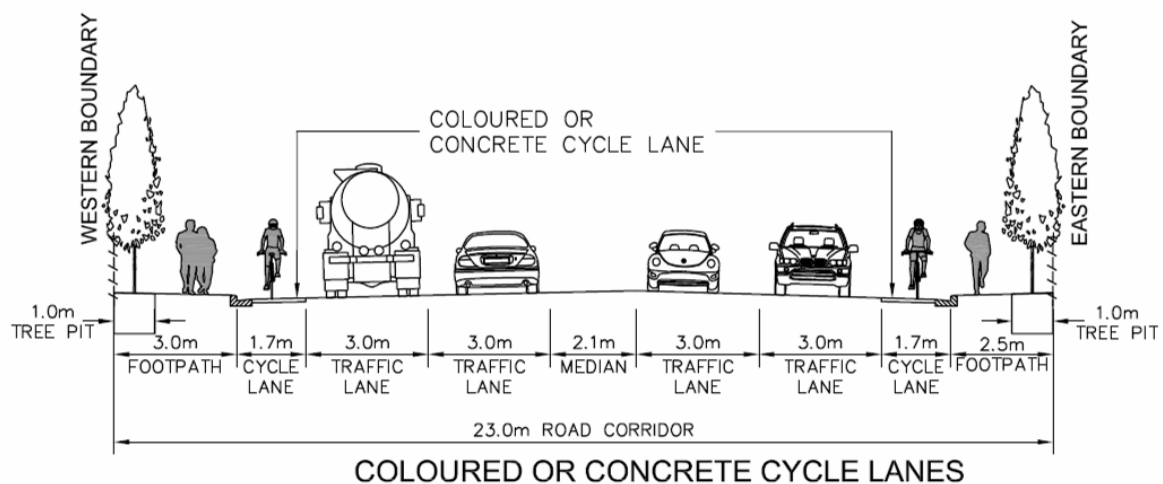 WESTERN BOUNDARY
EASTERN BOUNDARY
COLOURED OR
CONCRETE CYCLE LANE
1.0m
TREE PIT
1.0m
TREE PIT
3.0m
FOOTPATH
1.7m
CYCLE
LANE
3.0m
TRAFFIC
LANE
3.0m
TRAFFIC
LANE
2.1m
MEDIAN
3.0m
TRAFFIC
LANE
3.0m
TRAFFIC
LANE
1.7m
CYCLE
LANE
2.5m
FOOTPATH
23.0m ROAD CORRIDOR
COLOURED OR CONCRETE CYCLE LANES